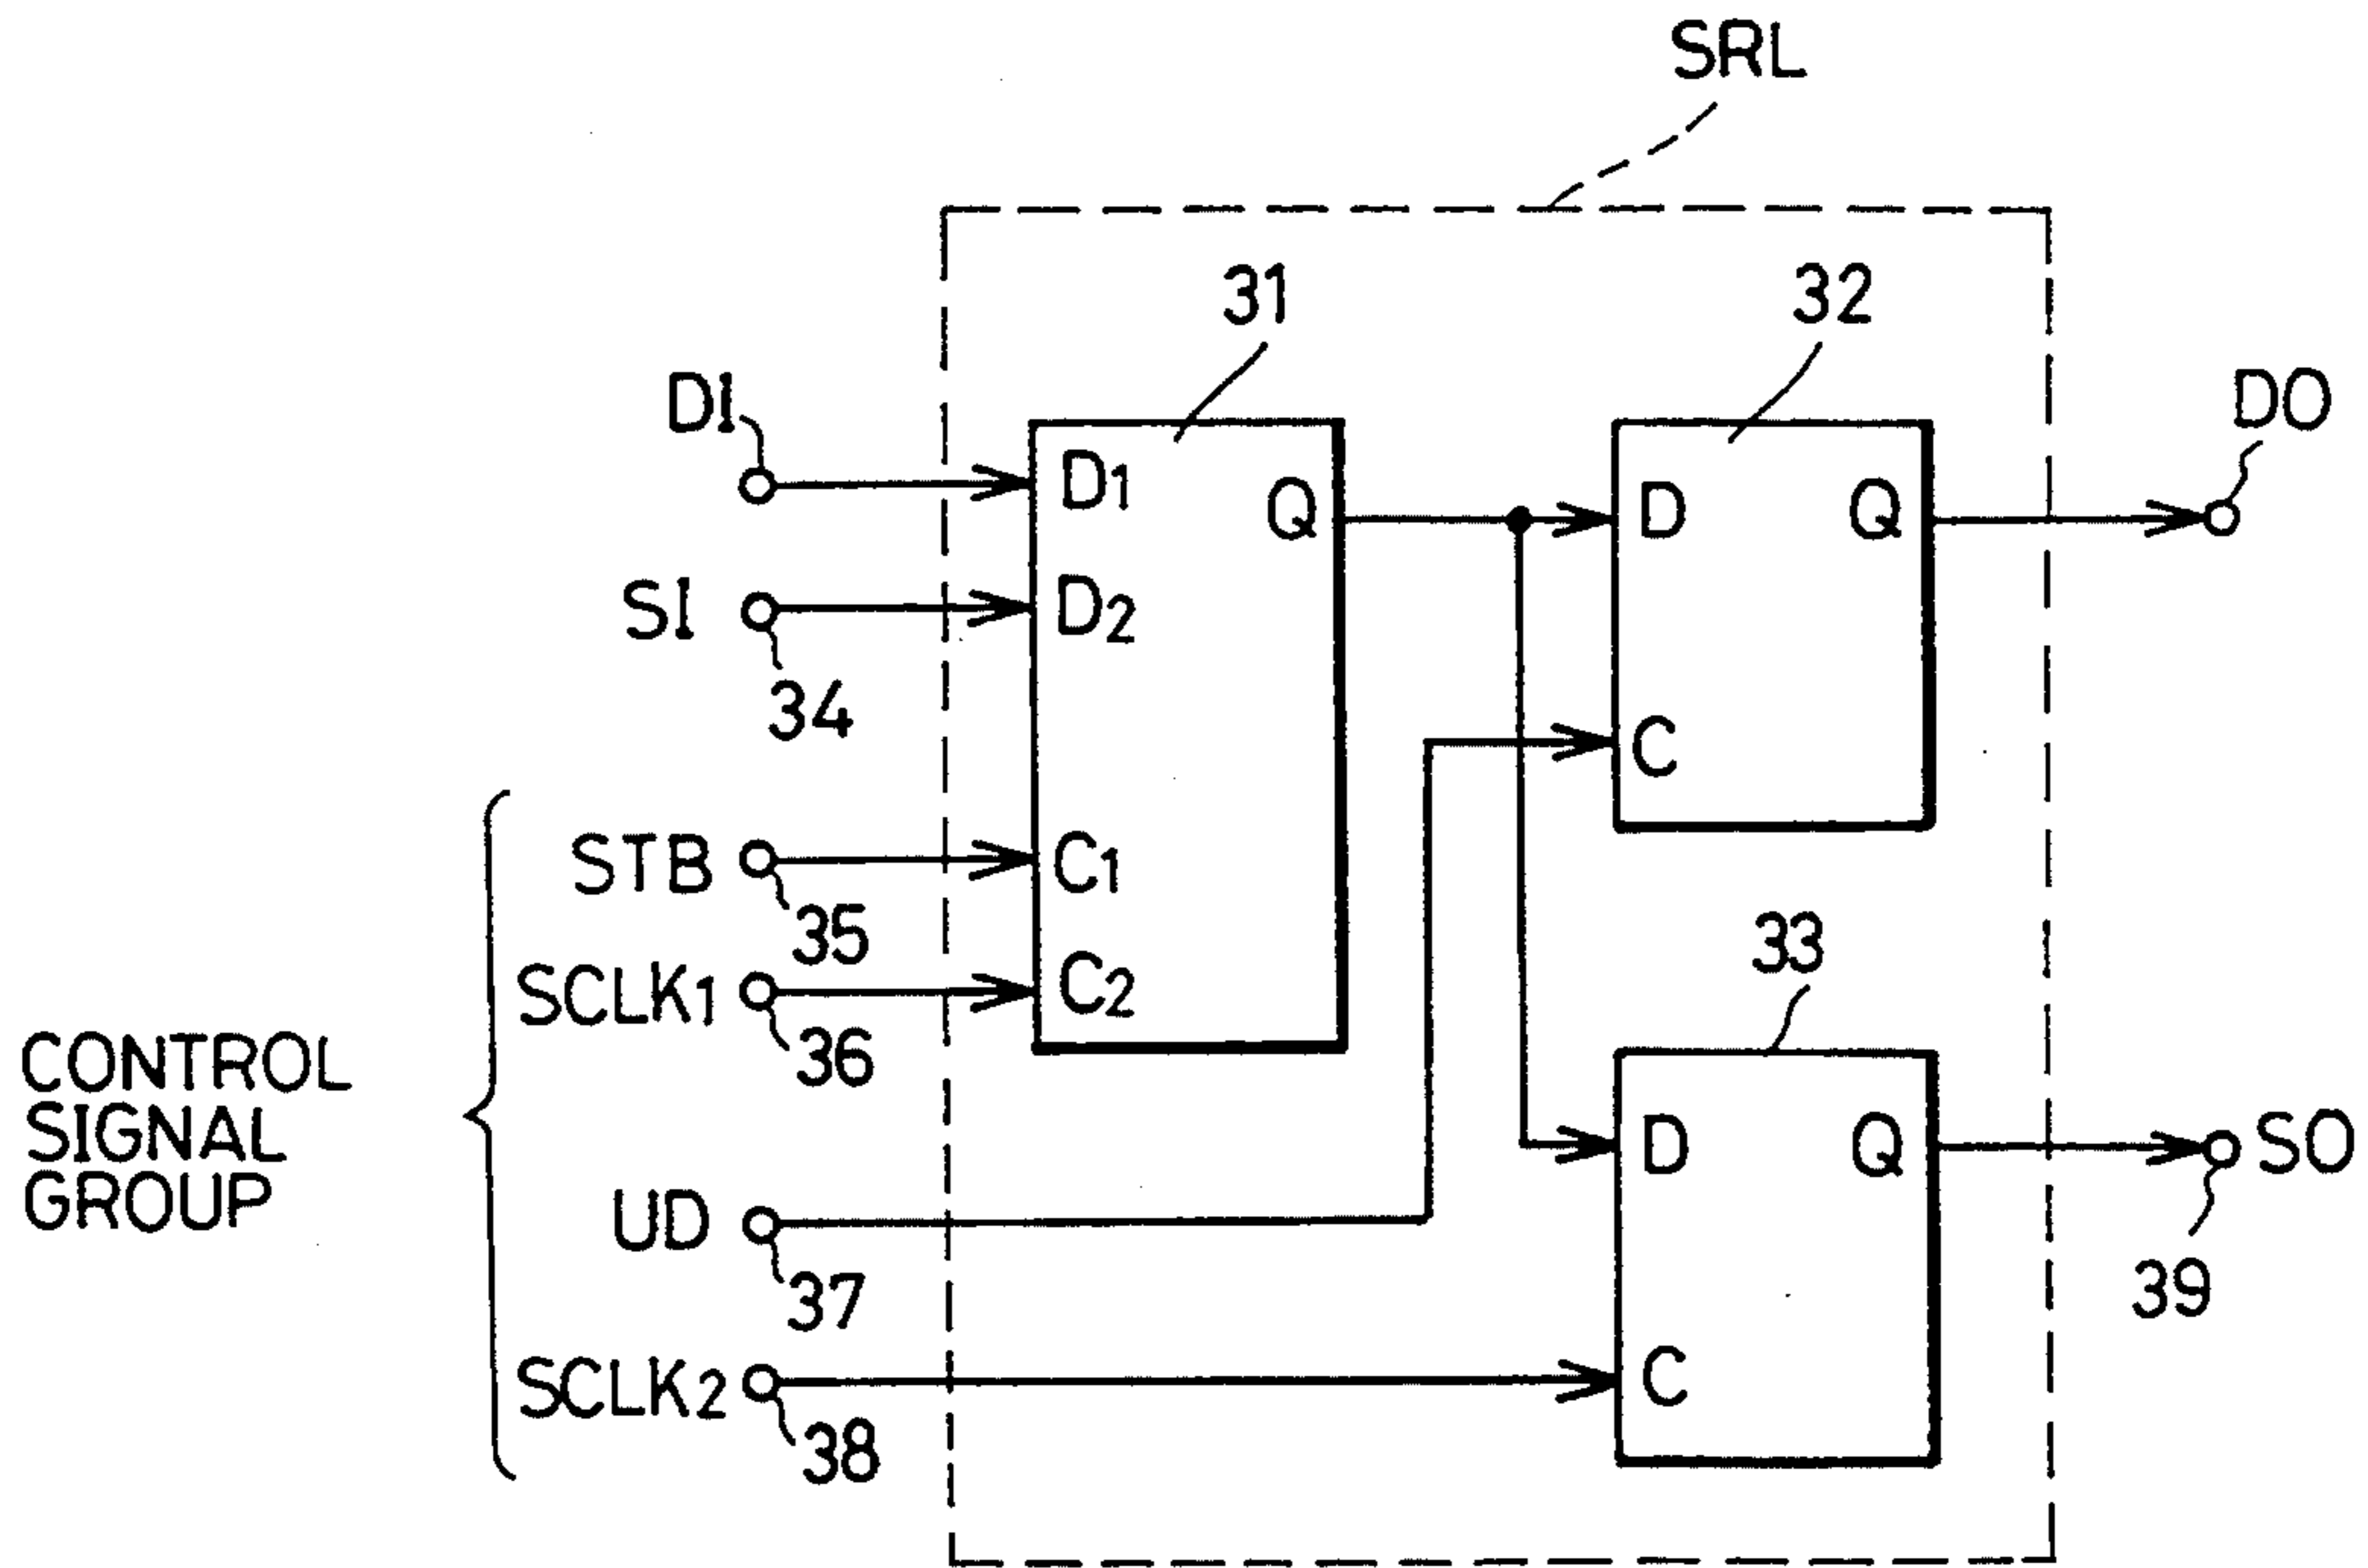 SRL
31
32
DI
DO
D1
Q
D
Q
SI
D2
34
C
STB
C1
35
33
SCLK1
C2
36
CONTROL
SIGNAL
GROUP
D
Q
SO
UD
37
39
SCLK2
C
38